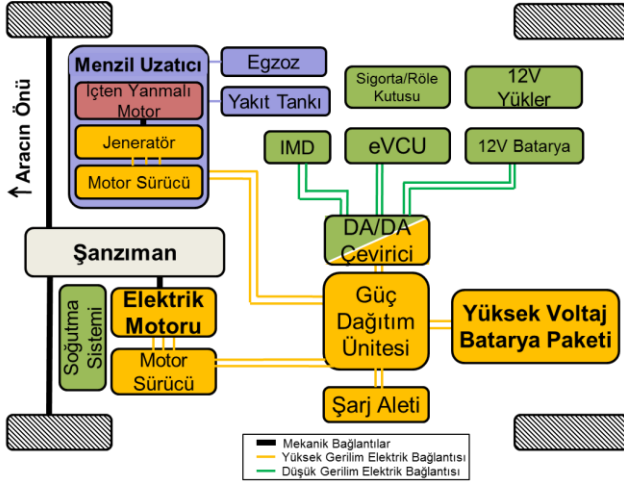 Aracın Önü
Menzil Uzatıcı
İçten Yanmalı
Motor
Jeneratör
Motor Sürücü
Egzoz
Yakıt Tankı
Sigorta/Röle
Kutusu
12V
Yükler
IMD
eVCU
12V Batarya
DA/DA
Çevirici
Şanzıman
Soğutma
Sistemi
Elektrik
Motoru
Motor
Sürücü
Güç
Dağıtım
Ünitesi
Yüksek Voltaj
Batarya Paketi
Şarj Aleti
Mekanik Bağlantılar
Yüksek Gerilim Elektrik Bağlantısı
Düşük Gerilim Elektrik Bağlantısı